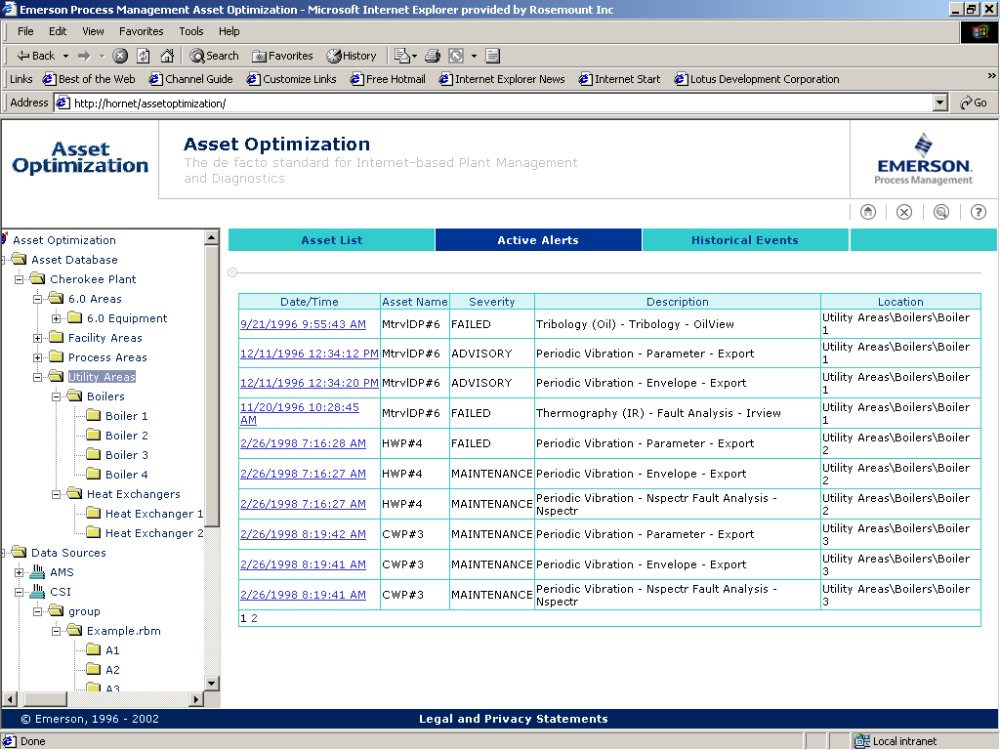 Emerson Process Management Asset Optimization - Microsoft Internet Explorer provided by Rosemount Inc
File Edit View Favorites Tools Help
Back Search Favorites History
Links Best of the Web Channel Guide Customize Links Free Hotmail Internet Explorer News Internet Start Lotus Development Corporation »
Address http://hornet/assetoptimization/ Go
Asset
Optimization
Asset Optimization
The de facto standard for Internet-based Plant Management
and Diagnostics
EMERSON.
Process Management
Asset Optimization
Asset Database
Cherokee Plant
6.0 Areas
6.0 Equipment
Facility Areas
Process Areas
Utility Areas
Boilers
Boiler 1
Boiler 2
Boiler 3
Boiler 4
Heat Exchangers
Heat Exchanger 1
Heat Exchanger 2
Data Sources
AMS
CSI
group
Example.rbm
A1
A2
A3
Asset List Active Alerts Historical Events
Date/Time Asset Name Severity Description Location
9/21/1996 9:55:43 AM MtrvlDP#6 FAILED Tribology (Oil) - Tribology - OilView Utility Areas\Boilers\Boiler
1
12/11/1996 12:34:12 PM MtrvlDP#6 ADVISORY Periodic Vibration - Parameter - Export Utility Areas\Boilers\Boiler
1
12/11/1996 12:34:20 PM MtrvlDP#6 ADVISORY Periodic Vibration - Envelope - Export Utility Areas\Boilers\Boiler
1
11/20/1996 10:28:45
AM MtrvlDP#6 FAILED Thermography (IR) - Fault Analysis - Irview Utility Areas\Boilers\Boiler
1
2/26/1998 7:16:28 AM HWP#4 FAILED Periodic Vibration - Parameter - Export Utility Areas\Boilers\Boiler
2
2/26/1998 7:16:27 AM HWP#4 MAINTENANCE Periodic Vibration - Envelope - Export Utility Areas\Boilers\Boiler
2
2/26/1998 7:16:27 AM HWP#4 MAINTENANCE Periodic Vibration - Nspectr Fault Analysis -
Nspectr Utility Areas\Boilers\Boiler
2
2/26/1998 8:19:42 AM CWP#3 MAINTENANCE Periodic Vibration - Parameter - Export Utility Areas\Boilers\Boiler
3
2/26/1998 8:19:41 AM CWP#3 MAINTENANCE Periodic Vibration - Envelope - Export Utility Areas\Boilers\Boiler
3
2/26/1998 8:19:41 AM CWP#3 MAINTENANCE Periodic Vibration - Nspectr Fault Analysis -
Nspectr Utility Areas\Boilers\Boiler
3
1 2
© Emerson, 1996 - 2002 Legal and Privacy Statements
Done Local intranet